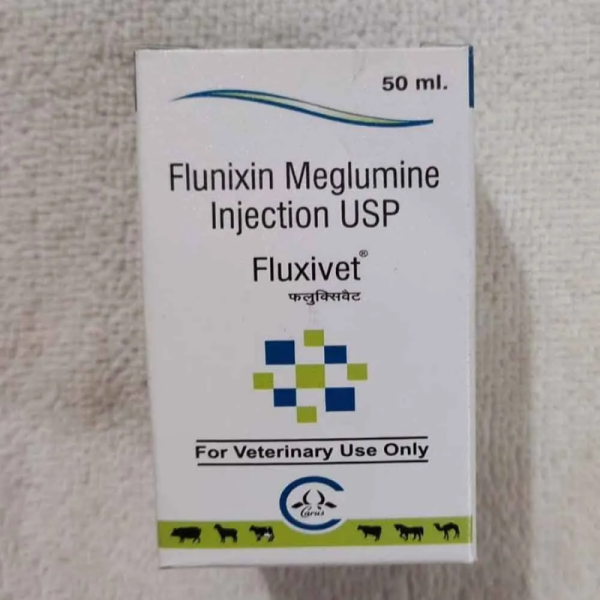 50 ml.
Flunixin Meglumine
Injection USP
Fluxivet®
फ्लुक्सिवैट
For Veterinary Use Only